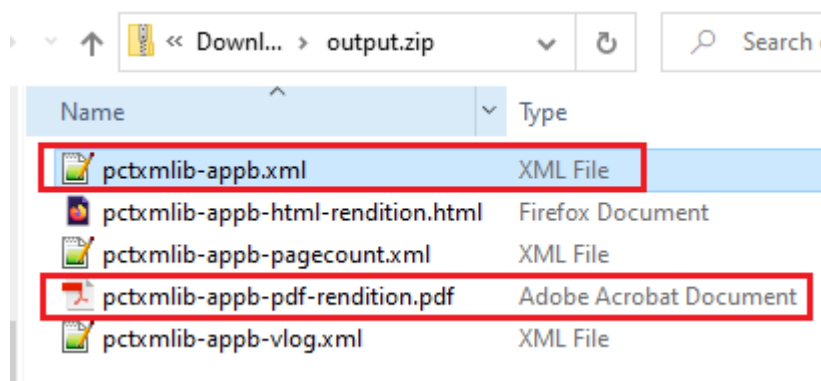 « Downl... › output.zip Search
Name Type
pctxmlib-appb.xml XML File
pctxmlib-appb-html-rendition.html Firefox Document
pctxmlib-appb-pagecount.xml XML File
pctxmlib-appb-pdf-rendition.pdf Adobe Acrobat Document
pctxmlib-appb-vlog.xml XML File